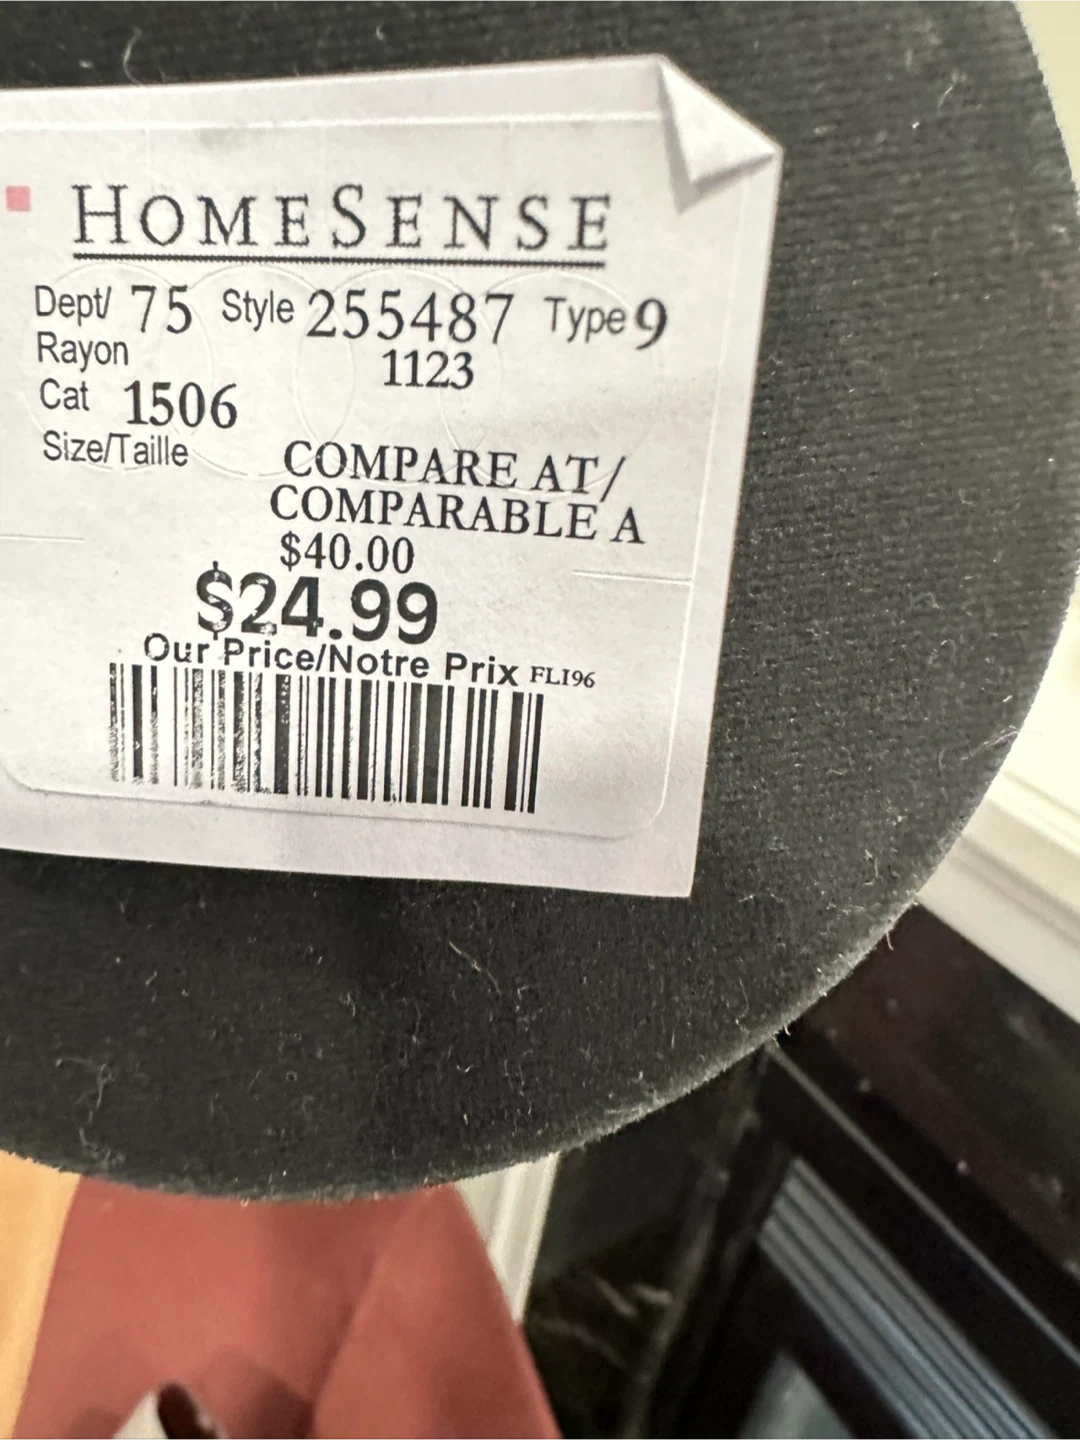 HOMESENSE
Dept/ 75 Style 255487 Type 9
Rayon 1123
Cat 1506
Size/Taille
COMPARE AT/
COMPARABLE A
$40.00
$24.99
Our Price/Notre Prix FLI96